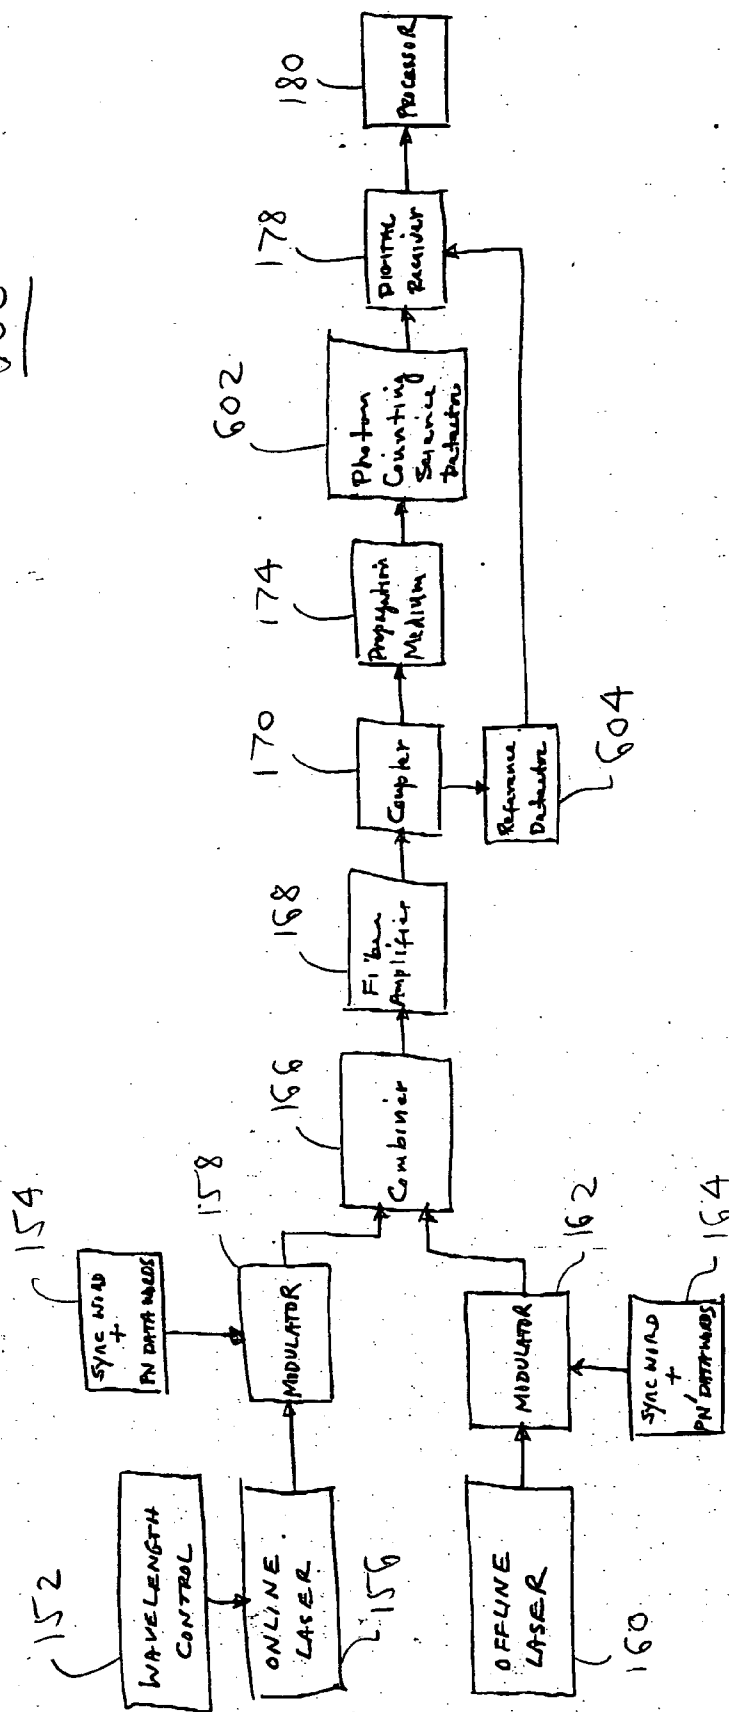 152
WAVELENGTH
CONTROL
154
SYNC WORD
+
PN DATA WORDS
ONLINE
LASER
156
MODULATOR
158
OFFLINE
LASER
160
MODULATOR
162
SYNC WORD
+
PN' DATA WORDS
164
Combiner
166
Fiber
Amplifier
168
Coupler
170
Reference
Detector
604
Propagation
Medium
174
Photon
Counting
Science
Detector
602
DIGITAL
Receiver
178
PROCESSOR
180